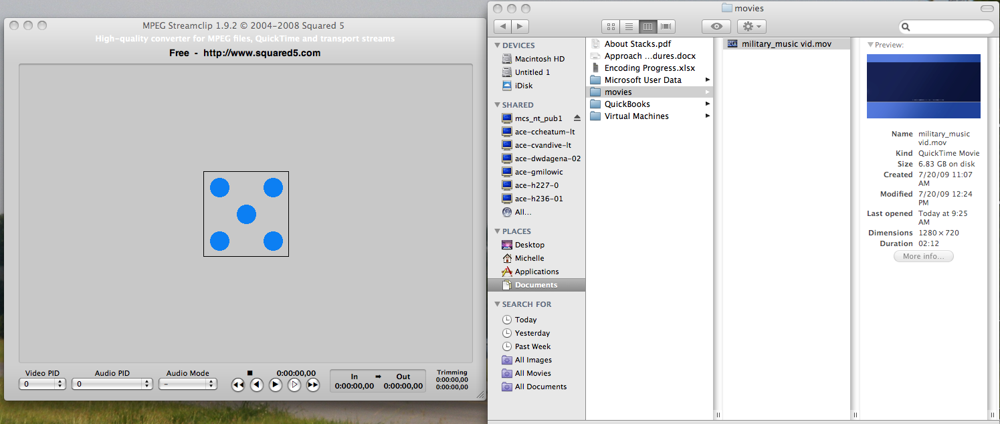 MPEG Streamclip 1.9.2 © 2004-2008 Squared 5
High-quality converter for MPEG files, QuickTime and transport streams
Free - http://www.squared5.com
Video PID
Audio PID
Audio Mode
0:00:00,00
0
0
–
In
Out
0:00:00,00
0:00:00,00
Trimming
0:00:00,00
0:00:00,00
movies
DEVICES
Macintosh HD
Untitled 1
iDisk
SHARED
mcs_nt_pub1
ace-ccheatum-lt
ace-cvandive-lt
ace-dwdagena-02
ace-gmilowic
ace-h227-0
ace-h236-01
All...
PLACES
Desktop
Michelle
Applications
Documents
SEARCH FOR
Today
Yesterday
Past Week
All Images
All Movies
All Documents
About Stacks.pdf
Approach ...dures.docx
Encoding Progress.xlsx
Microsoft User Data
movies
QuickBooks
Virtual Machines
military_music vid.mov
Preview:
Name military_music
vid.mov
Kind QuickTime Movie
Size 6.83 GB on disk
Created 7/20/09 11:07
AM
Modified 7/20/09 12:24
PM
Last opened Today at 9:25
AM
Dimensions 1280 × 720
Duration 02:12
More info...